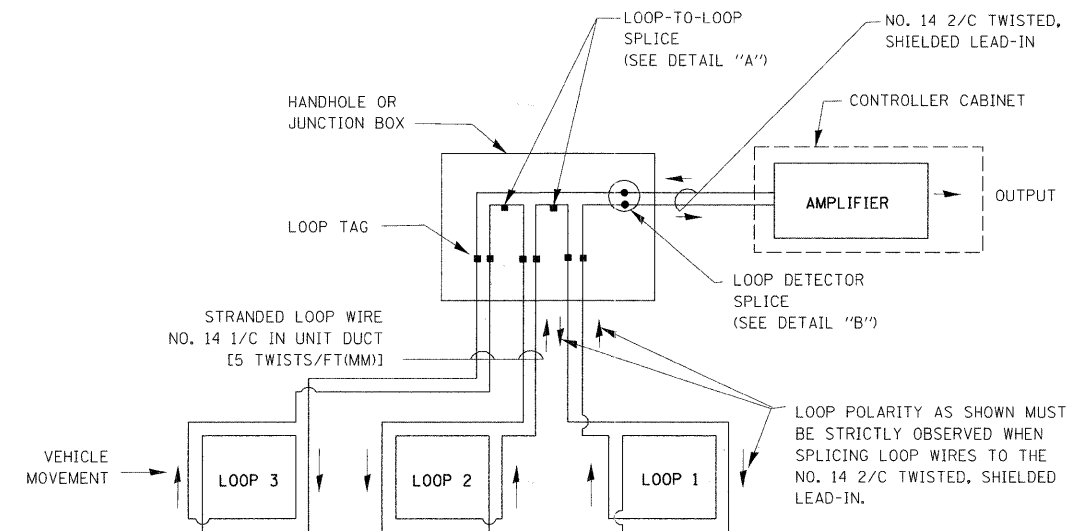 LOOP-TO-LOOP
SPLICE
(SEE DETAIL "A")
NO. 14 2/C TWISTED,
SHIELDED LEAD-IN
HANDHOLE OR
JUNCTION BOX
CONTROLLER CABINET
AMPLIFIER
OUTPUT
LOOP TAG
LOOP DETECTOR
SPLICE
(SEE DETAIL "B")
STRANDED LOOP WIRE
NO. 14 1/C IN UNIT DUCT
[5 TWISTS/FT(MM)]
LOOP POLARITY AS SHOWN MUST
BE STRICTLY OBSERVED WHEN
SPLICING LOOP WIRES TO THE
NO. 14 2/C TWISTED, SHIELDED
LEAD-IN.
VEHICLE
MOVEMENT
LOOP 3
LOOP 2
LOOP 1